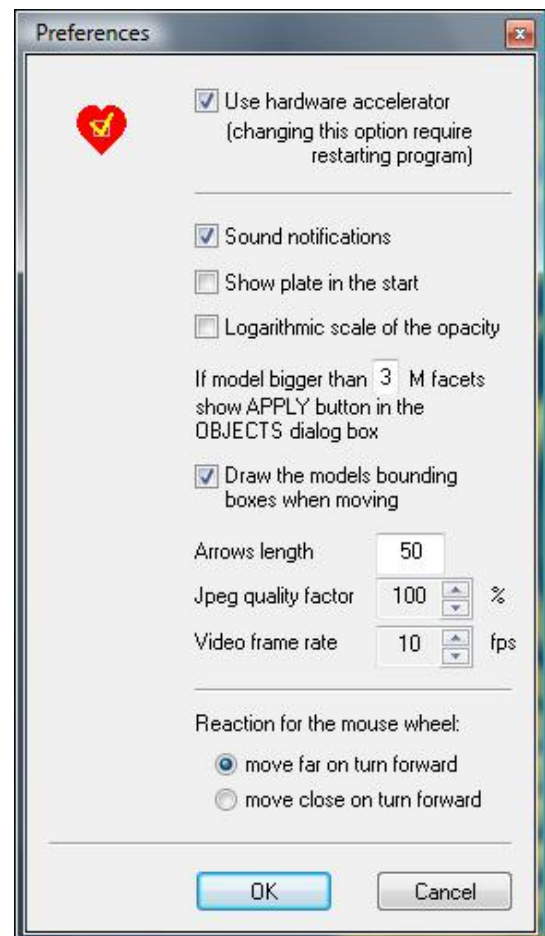 Preferences
Use hardware accelerator
(changing this option require
restarting program)
Sound notifications
Show plate in the start
Logarithmic scale of the opacity
If model bigger than 3 M facets
show APPLY button in the
OBJECTS dialog box
Draw the models bounding
boxes when moving
Arrows length 50
Jpeg quality factor 100 %
Video frame rate 10 fps
Reaction for the mouse wheel:
move far on turn forward
move close on turn forward
OK Cancel